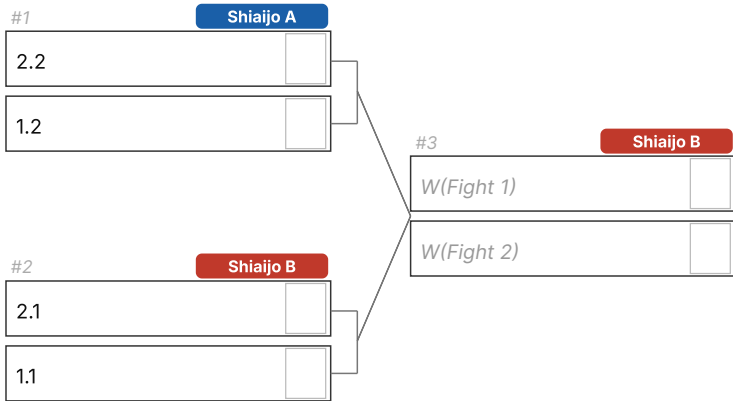 #1 Shiaijo A
2.2
1.2
#3 Shiaijo B
W(Fight 1)
W(Fight 2)
#2 Shiaijo B
2.1
1.1